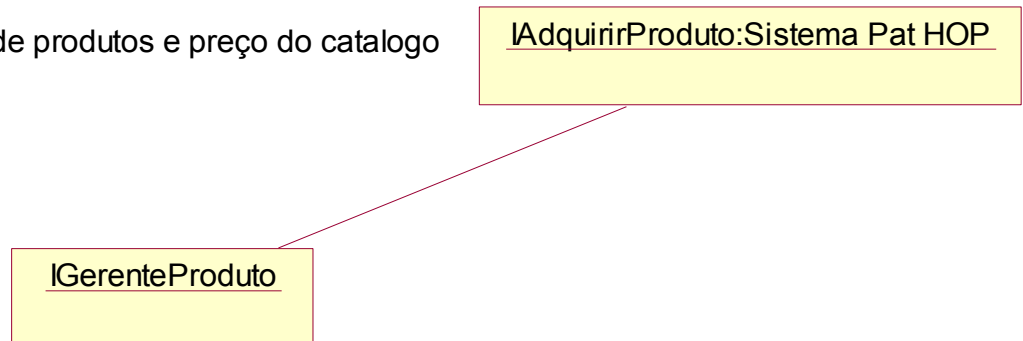 de produtos e preço do catalogo
IAdquirirProduto:Sistema Pat HOP
IGerenteProduto